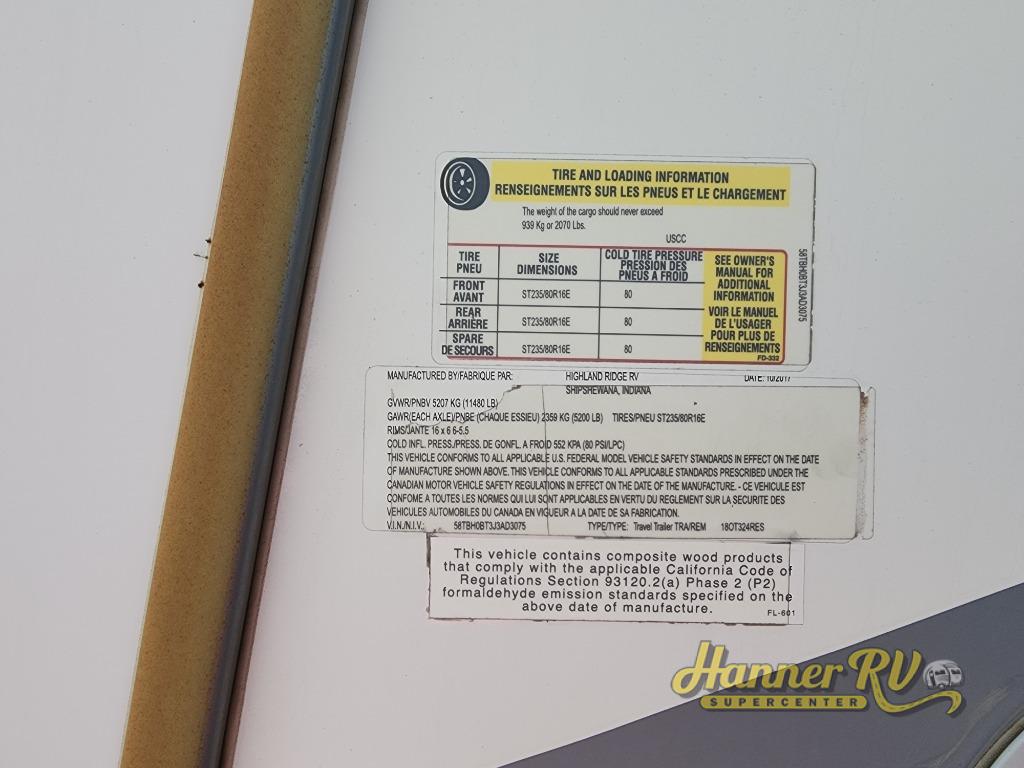 TIRE AND LOADING INFORMATION
RENSEIGNEMENTS SUR LES PNEUS ET LE CHARGEMENT
The weight of the cargo should never exceed
939 Kg or 2070 Lbs.
USCC
TIRE PNEU SIZE DIMENSIONS COLD TIRE PRESSURE PRESSION DES PNEUS A FROID
FRONT AVANT ST235/80R16E 80
REAR ARRIÈRE ST235/80R16E 80
SPARE DE SECOURS ST235/80R16E 80
SEE OWNER'S
MANUAL FOR
ADDITIONAL
INFORMATION
VOIR LE MANUEL
DE L'USAGER
POUR PLUS DE
RENSEIGNEMENTS
FD-332
58TBH0BT3J3AD3075
MANUFACTURED BY/FABRIQUE PAR: HIGHLAND RIDGE RV DATE: 10/2017
SHIPSREWANA, INDIANA
GVWR/PNBV 5207 KG (11480 LB)
GAWR(EACH AXLE)/PNBE (CHAQUE ESSIEU) 2359 KG (5200 LB) TIRES/PNEU ST235/80R16E
RIMS/JANTE 16 x 6 6-5.5
COLD INFL. PRESS./PRESS. DE GONFL. A FROID 552 KPA (80 PSI/LPC)
THIS VEHICLE CONFORMS TO ALL APPLICABLE U.S. FEDERAL MODEL VEHICLE SAFETY STANDARDS IN EFFECT ON THE DATE
OF MANUFACTURE SHOWN ABOVE. THIS VEHICLE CONFORMS TO ALL APPLICABLE STANDARDS PRESCRIBED UNDER THE
CANADIAN MOTOR VEHICLE SAFETY REGULATIONS IN EFFECT ON THE DATE OF THE MANUFACTURE. - CE VEHICULE EST
CONFOME A TOUTES LES NORMES QUI LUI SONT APPLICABLES EN VERTU DU REGLEMENT SUR LA SECURITE DES
VEHICULES AUTOMOBILES DU CANADA EN VIGUEUR A LA DATE DE SA FABRICATION.
V.I.N./N.I.V.: 58TBH0BT3J3AD3075 TYPE/TYPE: Travel Trailer TRA/REM 18OT324RES
This vehicle contains composite wood products
that comply with the applicable California Code of
Regulations Section 93120.2(a) Phase 2 (P2)
formaldehyde emission standards specified on the
above date of manufacture.
FL-601
Hanner RV
SUPERCENTER